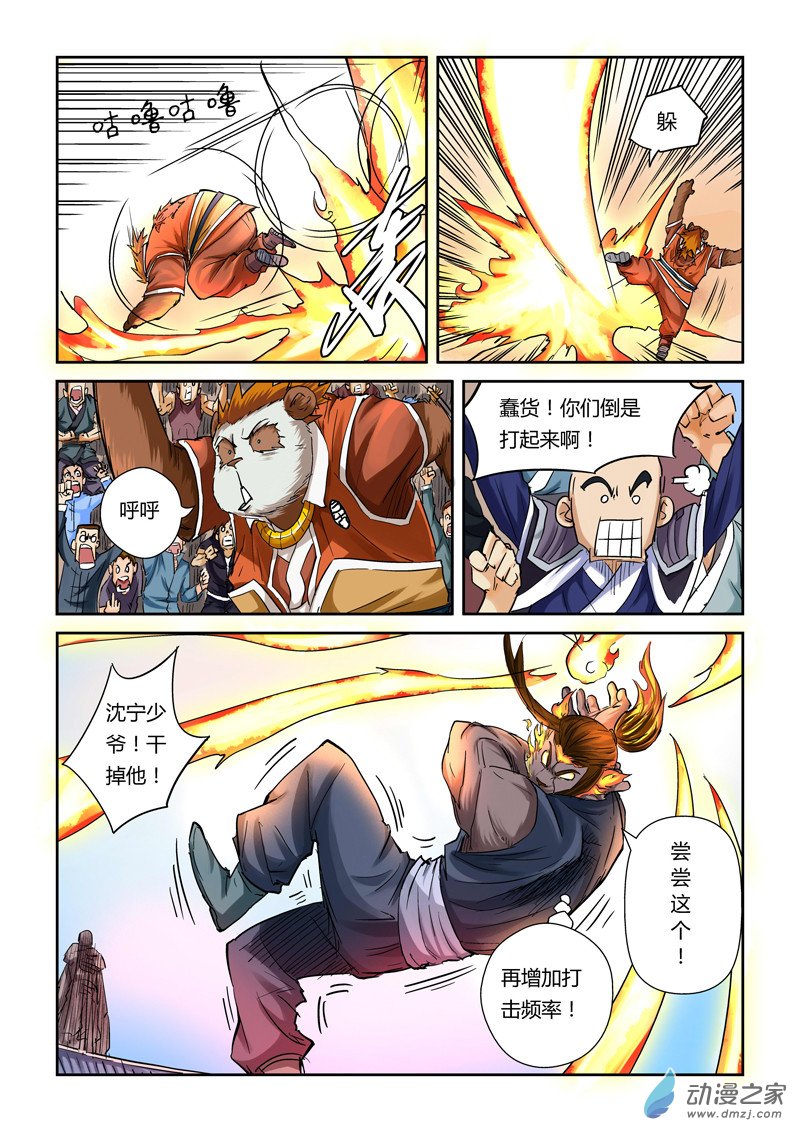 咕噜咕噜
躲
呼呼
蠢货！你们倒是
打起来啊！
沈宁少
爷！干
掉他！
尝尝这个！
再增加打
击频率！
动漫之家
www.dmzj.com